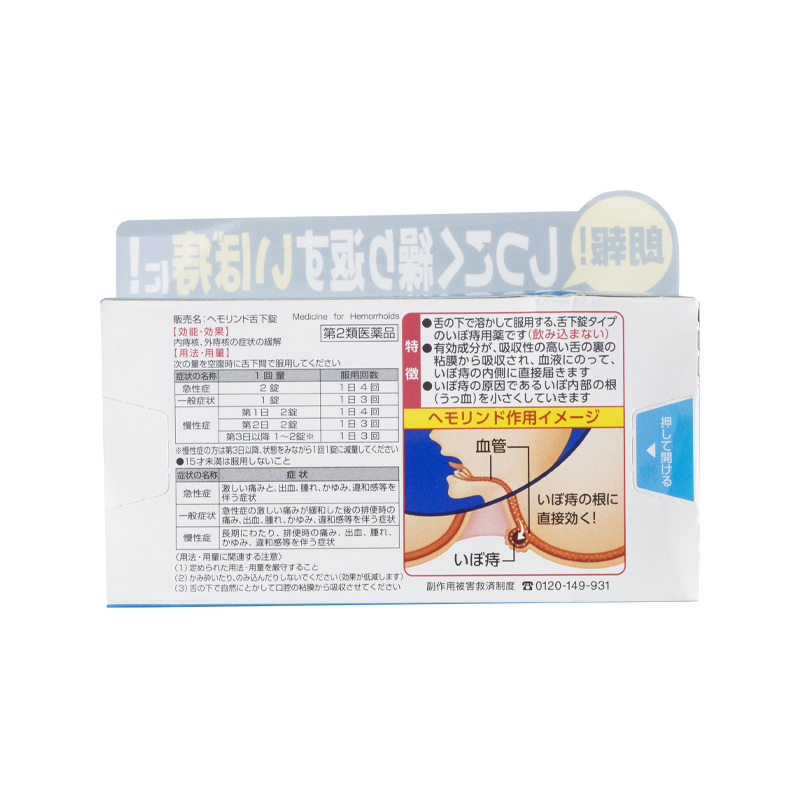 朗報!
しつこく繰り返すいぼ痔に!
販売名:ヘモリンド舌下錠 Medicine for Hemorrhoids
【効能・効果】
内痔核、外痔核の症状の緩解
第2類医薬品
【用法・用量】
次の量を空腹時に舌下間で服用してください
症状の名称 1回量 服用回数
急性症 2錠 1日4回
一般症状 1錠 1日3回
慢性症 第1日 2錠 1日4回
第2日 2錠 1日3回
第3日以降 1~2錠※ 1日3回
※慢性症の方は第3日以降、状態をみながら1回1錠に減量してください
●15才未満は服用しないこと
症状の名称 症状
急性症 激しい痛みと、出血、腫れ、かゆみ、違和感等を
伴う症状
一般症状 急性症の激しい痛みが緩和した後の排便時の
痛み、出血、腫れ、かゆみ、違和感等を伴う症状
慢性症 長期にわたり、排便時の痛み、出血、腫れ、
かゆみ、違和感等を伴う症状
〈用法・用量に関連する注意〉
(1)定められた用法・用量を厳守すること
(2)かみ砕いたり、のみ込んだりしないでください(効果が低減します)
(3)舌の下で自然にとかして口腔の粘膜から吸収させてください
特徴
●舌の下で溶かして服用する、舌下錠タイプ
のいぼ痔用薬です(飲み込まない)
●有効成分が、吸収性の高い舌の裏の
粘膜から吸収され、血液にのって、
いぼ痔の内側に直接届きます
●いぼ痔の原因であるいぼ内部の根
(うっ血)を小さくしていきます
ヘモリンド作用イメージ
血管
いぼ痔の根に
直接効く!
いぼ痔
副作用被害救済制度 ☎0120-149-931
押して開ける